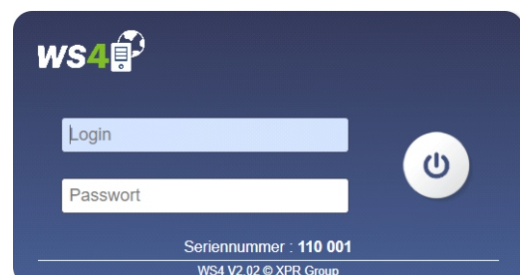 WS4
Login
Passwort
Seriennummer : 110 001
WS4 V2.02 © XPR Group